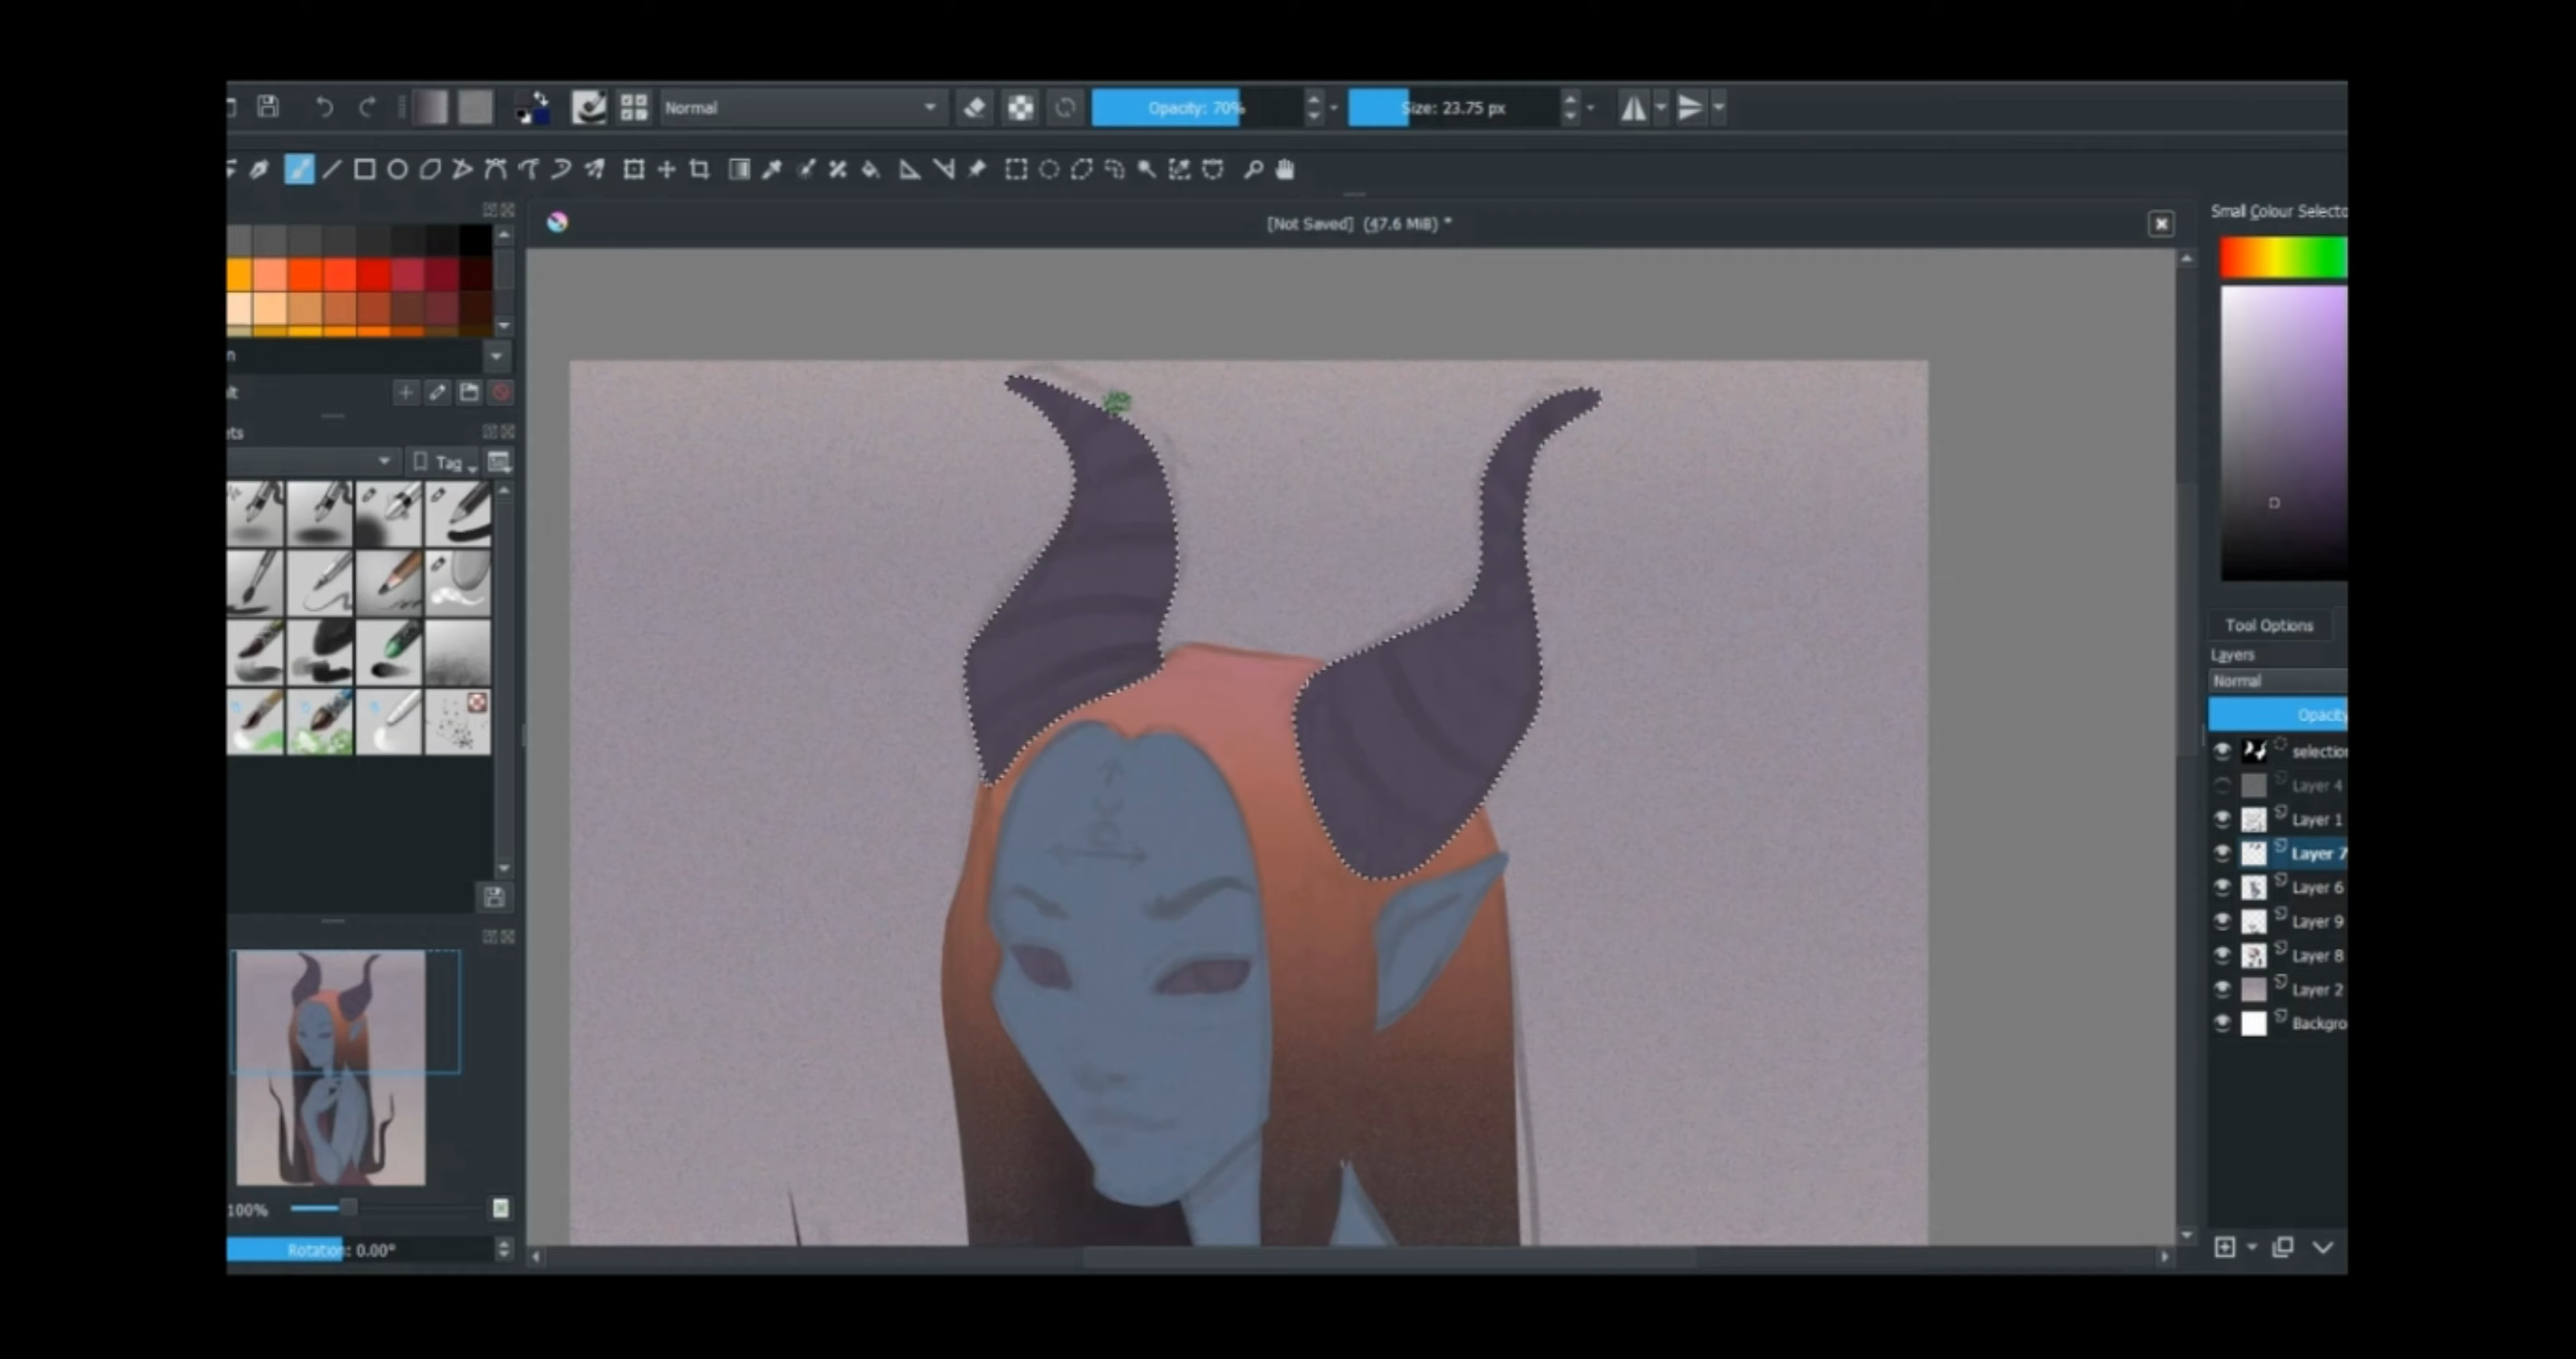 Normal
Opacity: 70%
Size: 23.75 px
[Not Saved] (47.6 MiB) *
Small Colour Selecto
n
lt
ets
Tag
Tool Options
Layers
Normal
Opacity
selection
Layer 4
Layer 1
Layer 7
Layer 6
Layer 9
Layer 8
Layer 2
Backgro
100%
Rotation: 0.00°